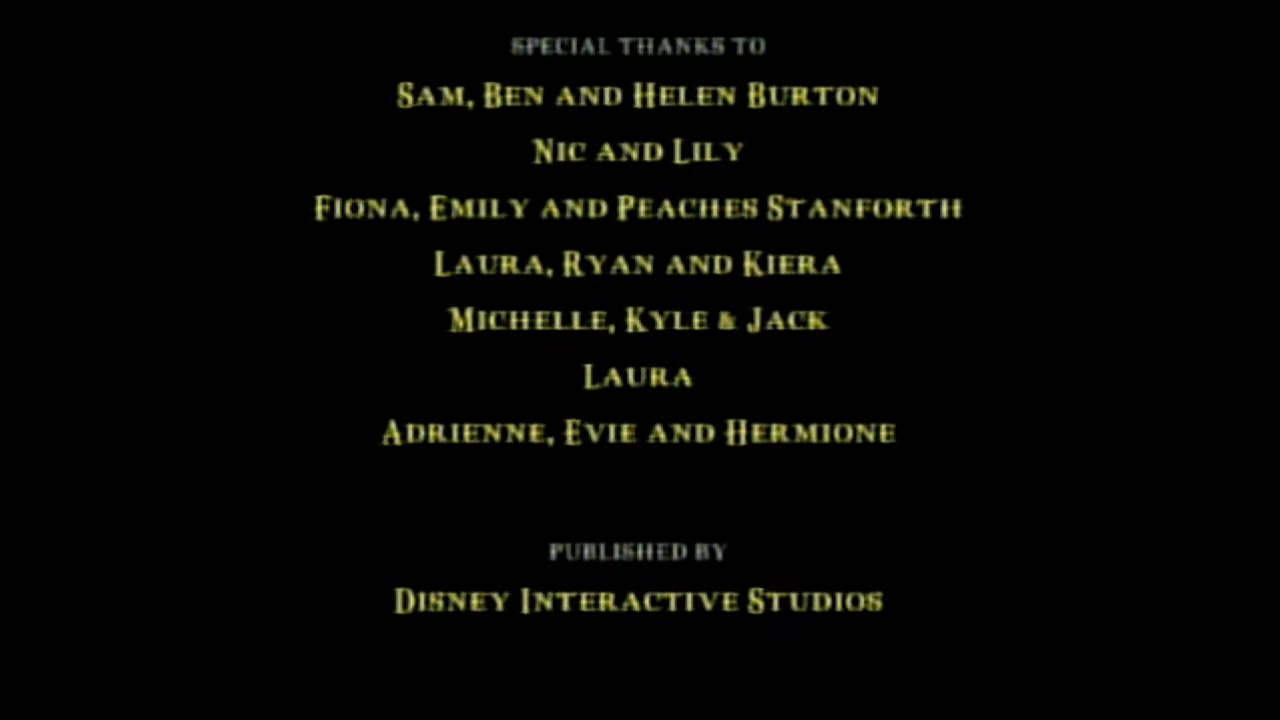 SPECIAL THANKS TO
SAM, BEN AND HELEN BURTON
NIC AND LILY
FIONA, EMILY AND PEACHES STANFORTH
LAURA, RYAN AND KIERA
MICHELLE, KYLE & JACK
LAURA
ADRIENNE, EVIE AND HERMIONE
PUBLISHED BY
DISNEY INTERACTIVE STUDIOS